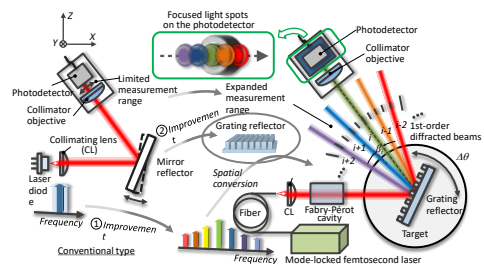 Focused light spots
on the photodetector
Z
Y
X
Photodetector
Collimator
objective
Limited
measurement
range
Photodetector
Collimator
objective
Expanded
measurement
range
② Improvemen
t
Grating reflector
Collimating lens
(CL)
Mirror
reflector
Laser
diod
e
Frequency
① Improvemen
t
Conventional type
Spatial
conversion
i-2
i-1
i
i+1
i+2
1st-order
diffracted beams
Δθ
Grating
reflector
Target
Fiber
CL
Fabry-Pérot
cavity
Frequency
Mode-locked femtosecond laser